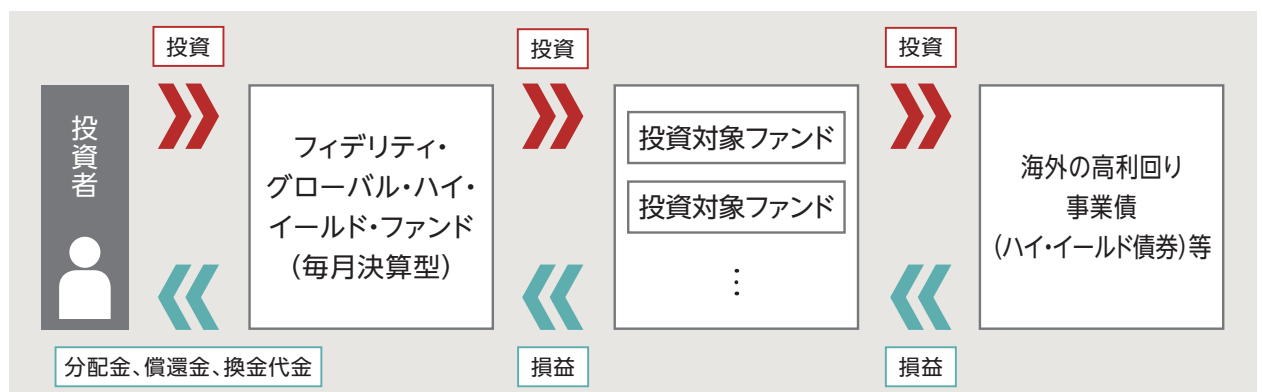 投資
投資
投資
投資者
フィデリティ・
グローバル・ハイ・
イールド・ファンド
(毎月決算型)
投資対象ファンド
投資対象ファンド
⋮
海外の高利回り
事業債
(ハイ・イールド債券)等
分配金、償還金、換金代金
損益
損益